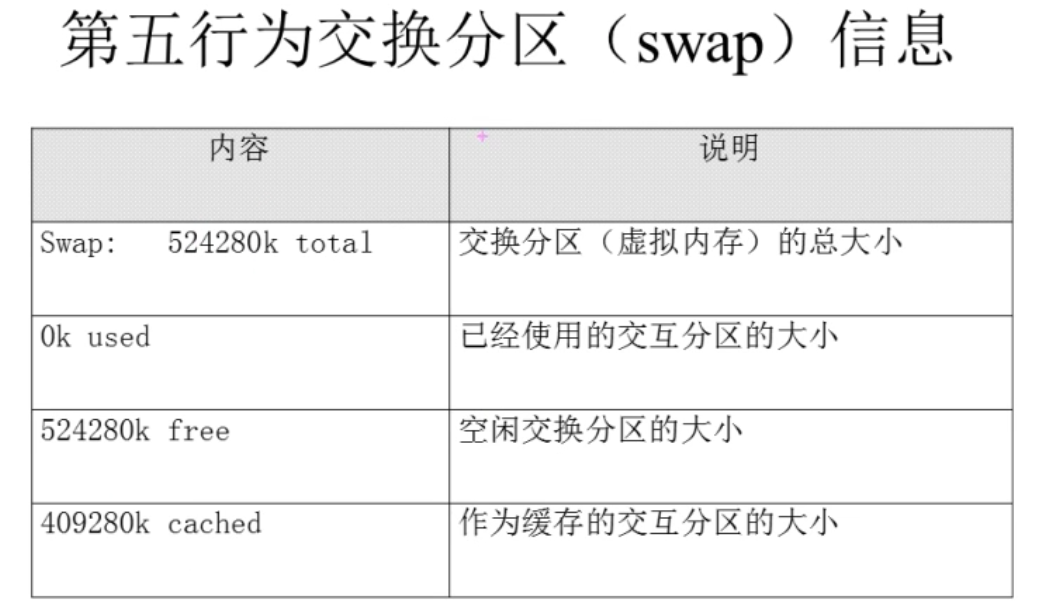 第五行为交换分区（swap）信息
内容 说明
Swap: 524280k total 交换分区（虚拟内存）的总大小
0k used 已经使用的交互分区的大小
524280k free 空闲交换分区的大小
409280k cached 作为缓存的交互分区的大小